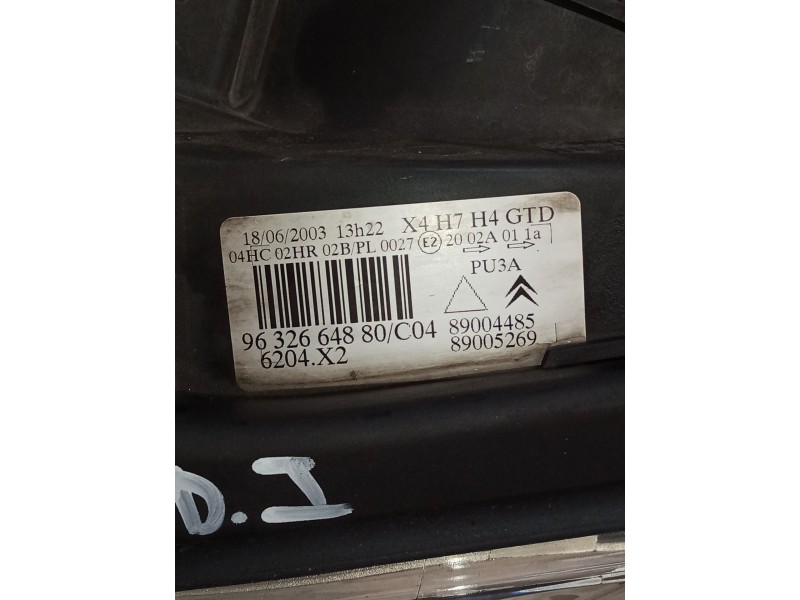 18/06/2003 13h22 X4 H7 H4 GTD
04HC 02HR 02B/PL 0027 E2 20 02A 01 1a
PU3A
96 326 648 80/C04 89004485
6204.X2 89005269
D.I